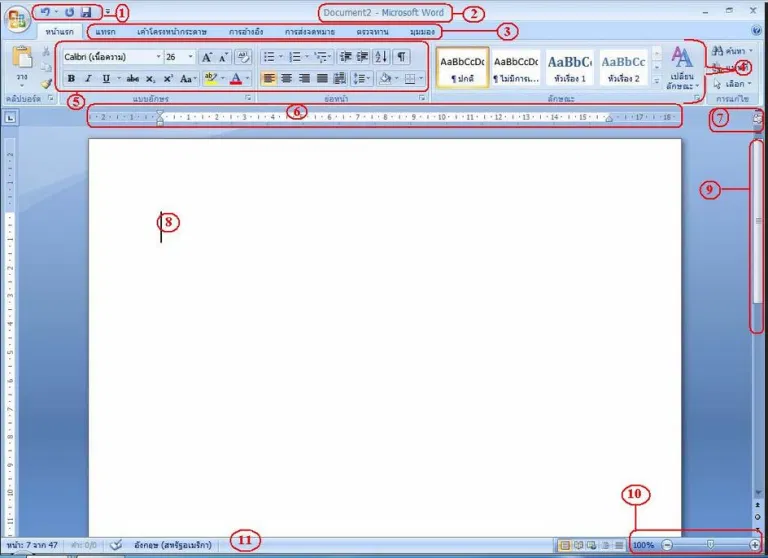 1
Document2 - Microsoft Word 2
หน้าแรก แทรก เค้าโครงหน้ากระดาษ การอ้างอิง การส่งจดหมาย ตรวจทาน มุมมอง 3
วาง
Calibri (เนื้อความ) 26 A A
B I U abc X₂ X² Aa ab A
AaBbCcDc AaBbCcDc AaBbC AaBbCc
¶ ปกติ ¶ ไม่มีการเ... หัวเรื่อง 1 หัวเรื่อง 2
เปลี่ยน
ลักษณะ
ค้นหา
เลือก
คลิปบอร์ด แบบอักษร ย่อหน้า ลักษณะ การแก้ไข
5
6
2 1 1 2 3 4 5 6 7 8 9 10 11 12 13 14 15 17 18
7
8
9
10
หน้า: 7 จาก 47 คำ: 0/0 อังกฤษ (สหรัฐอเมริกา) 11 100%